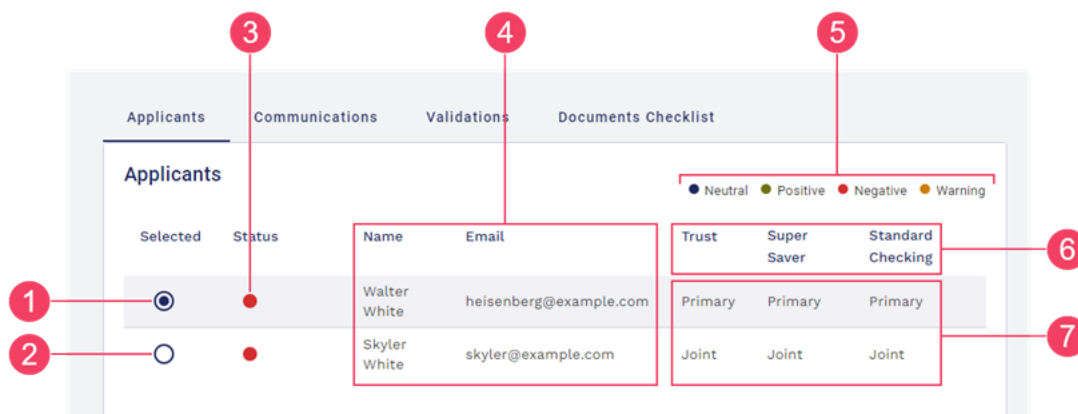 3 4 5
Applicants Communications Validations Documents Checklist
Applicants
Neutral Positive Negative Warning
Selected Status Name Email Trust Super Saver Standard Checking 6
1 Walter White heisenberg@example.com Primary Primary Primary
2 Skyler White skyler@example.com Joint Joint Joint 7